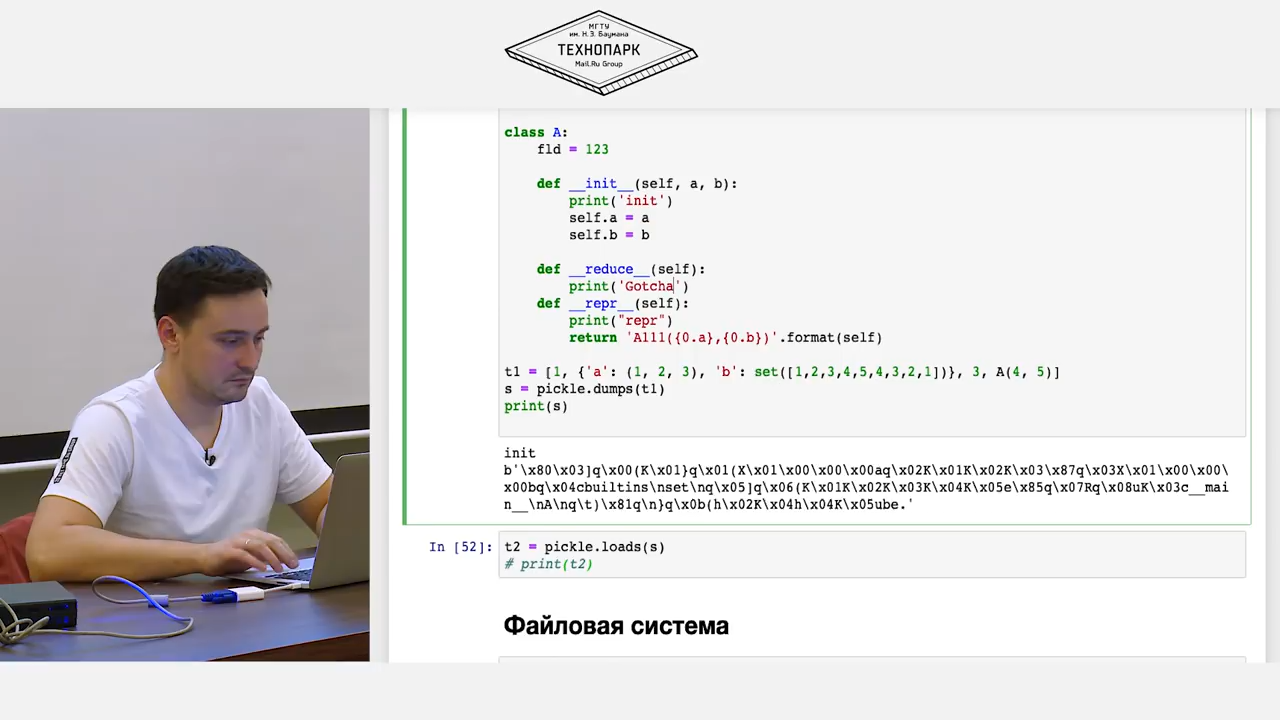 МГТУ
им. Н.Э. Баумана
ТЕХНОПАРК
Mail.Ru Group
class A:
    fld = 123
    def __init__(self, a, b):
        print('init')
        self.a = a
        self.b = b
    def __reduce__(self):
        print('Gotcha')
    def __repr__(self):
        print("repr")
        return 'A111({0.a},{0.b})'.format(self)
t1 = [1, {'a': (1, 2, 3), 'b': set([1,2,3,4,5,4,3,2,1])}, 3, A(4, 5)]
s = pickle.dumps(t1)
print(s)
init
b'\x80\x03]q\x00(K\x01}q\x01(X\x01\x00\x00\x00aq\x02K\x01K\x02K\x03\x87q\x03X\x01\x00\x00\
x00bq\x04cbuiltins\nset\nq\x05]q\x06(K\x01K\x02K\x03K\x04K\x05e\x85q\x07Rq\x08uK\x03c__mai
n__\nA\nq\t)\x81q\n}q\x0b(h\x02K\x04h\x04K\x05ube.'
In [52]: t2 = pickle.loads(s)
# print(t2)
Файловая система